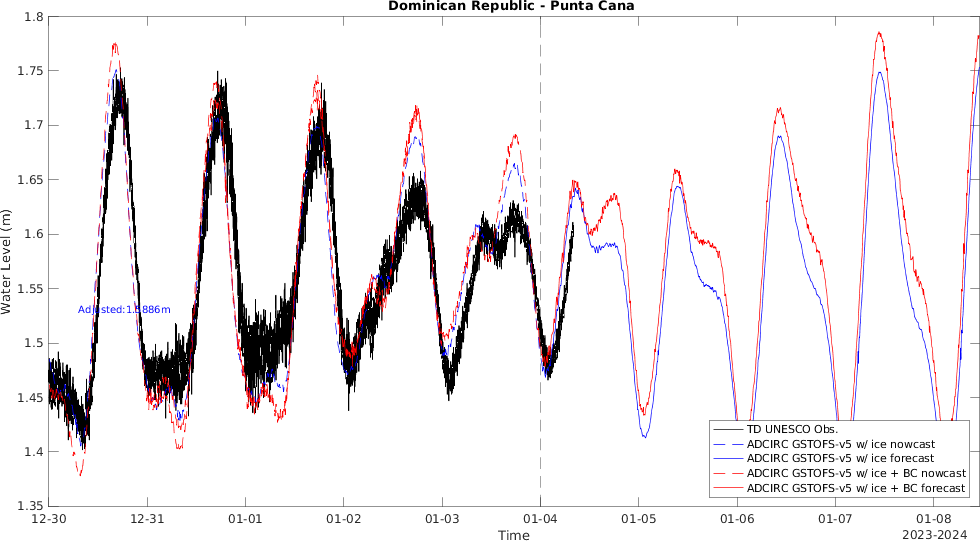 Dominican Republic - Punta Cana
1.8
1.75
1.7
1.65
1.6
1.55
1.5
1.45
1.4
1.35
Water Level (m)
12-30
12-31
01-01
01-02
01-03
01-04
01-05
01-06
01-07
01-08
Time
2023-2024
TD UNESCO Obs.
ADCIRC GSTOFS-v5 w/ ice nowcast
ADCIRC GSTOFS-v5 w/ ice forecast
ADCIRC GSTOFS-v5 w/ ice + BC nowcast
ADCIRC GSTOFS-v5 w/ ice + BC forecast